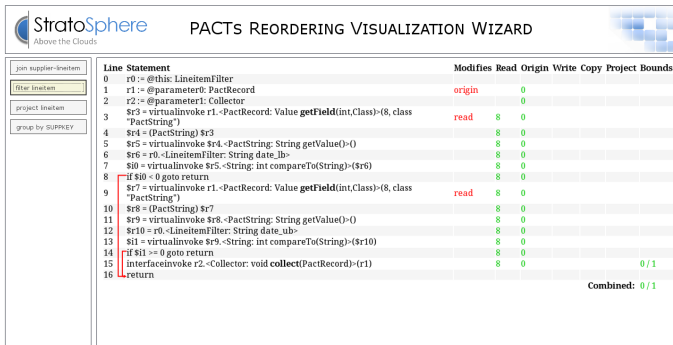 StratoSphere
Above the Clouds
PACTs Reordering Visualization Wizard
join supplier-lineitem
filter lineitem
project lineitem
group by SUPPKEY
Line Statement Modifies Read Origin Write Copy Project Bounds
0 r0 := @this: LineitemFilter
1 r1 := @parameter0: PactRecord origin 0
2 r2 := @parameter1: Collector 0
3 $r3 = virtualinvoke r1.<PactRecord: Value getField(int,Class)>(8, class
"PactString") read 8 0
4 $r4 = (PactString) $r3 8 0
5 $r5 = virtualinvoke $r4.<PactString: String getValue()>() 8 0
6 $r6 = r0.<LineitemFilter: String date_lb> 8 0
7 $i0 = virtualinvoke $r5.<String: int compareTo(String)>($r6) 8 0
8 if $i0 < 0 goto return 8 0
9 $r7 = virtualinvoke r1.<PactRecord: Value getField(int,Class)>(8, class
"PactString") read 8 0
10 $r8 = (PactString) $r7 8 0
11 $r9 = virtualinvoke $r8.<PactString: String getValue()>() 8 0
12 $r10 = r0.<LineitemFilter: String date_ub> 8 0
13 $i1 = virtualinvoke $r9.<String: int compareTo(String)>($r10) 8 0
14 if $i1 >= 0 goto return 8 0
15 interfaceinvoke r2.<Collector: void collect(PactRecord)>(r1) 8 0 0 / 1
16 return
Combined: 0 / 1